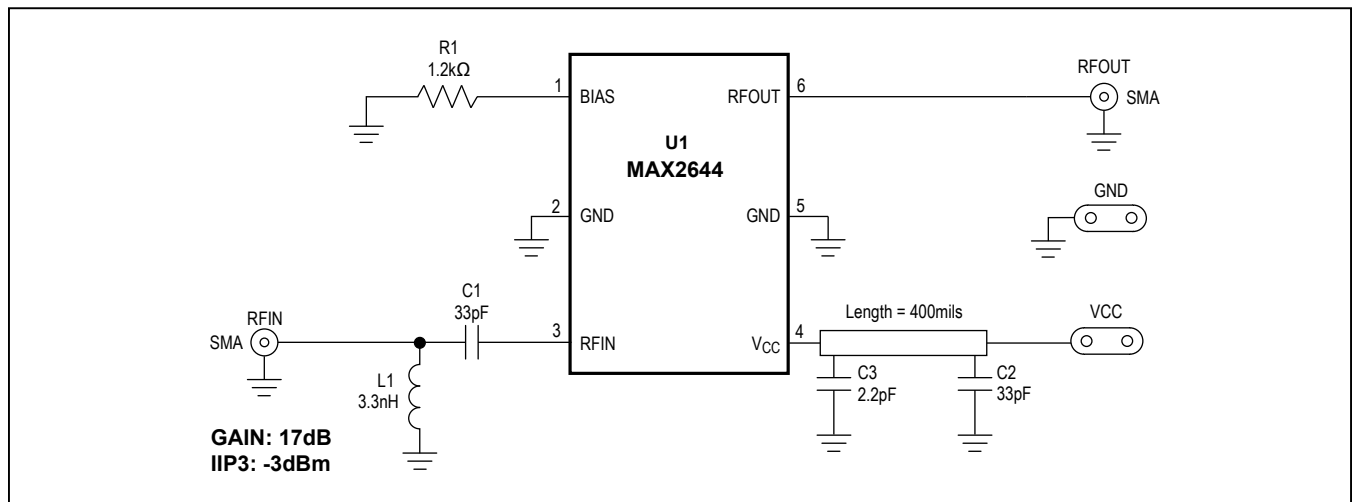 R1
1.2kΩ
1
BIAS
RFOUT
6
RFOUT
SMA
U1
MAX2644
2
GND
GND
5
GND
C1
33pF
RFIN
SMA
3
RFIN
VCC
4
Length = 400mils
VCC
L1
3.3nH
C3
2.2pF
C2
33pF
GAIN: 17dB
IIP3: -3dBm